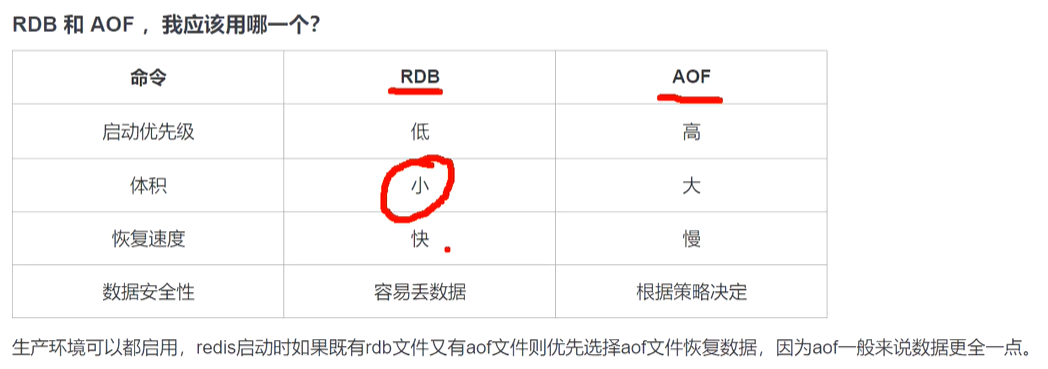 RDB 和 AOF ，我应该用哪一个？
命令 RDB AOF
启动优先级 低 高
体积 小 大
恢复速度 快 慢
数据安全性 容易丢数据 根据策略决定
生产环境可以都启用，redis启动时如果既有rdb文件又有aof文件则优先选择aof文件恢复数据，因为aof一般来说数据更全一点。